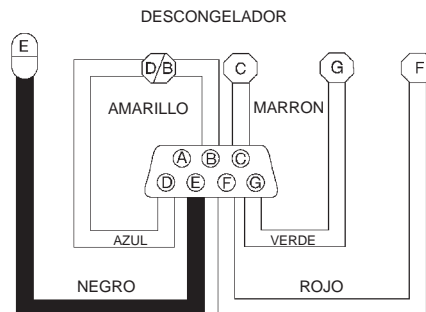 DESCONGELADOR
E
D/B
C
G
F
AMARILLO
MARRON
A B C
D E F G
AZUL
VERDE
NEGRO
ROJO